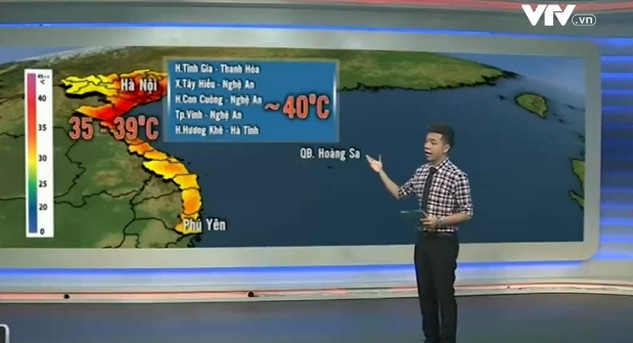 VTV.vn
45++
°C
40
35
30
25
20
0
Hà Nội
35 - 39°C
H.Tĩnh Gia - Thanh Hóa
X.Tây Hiếu - Nghệ An
H.Con Cuông - Nghệ An
Tp.Vinh - Nghệ An
H.Hương Khê - Hà Tĩnh
~40°C
QĐ. Hoàng Sa
Phú Yên